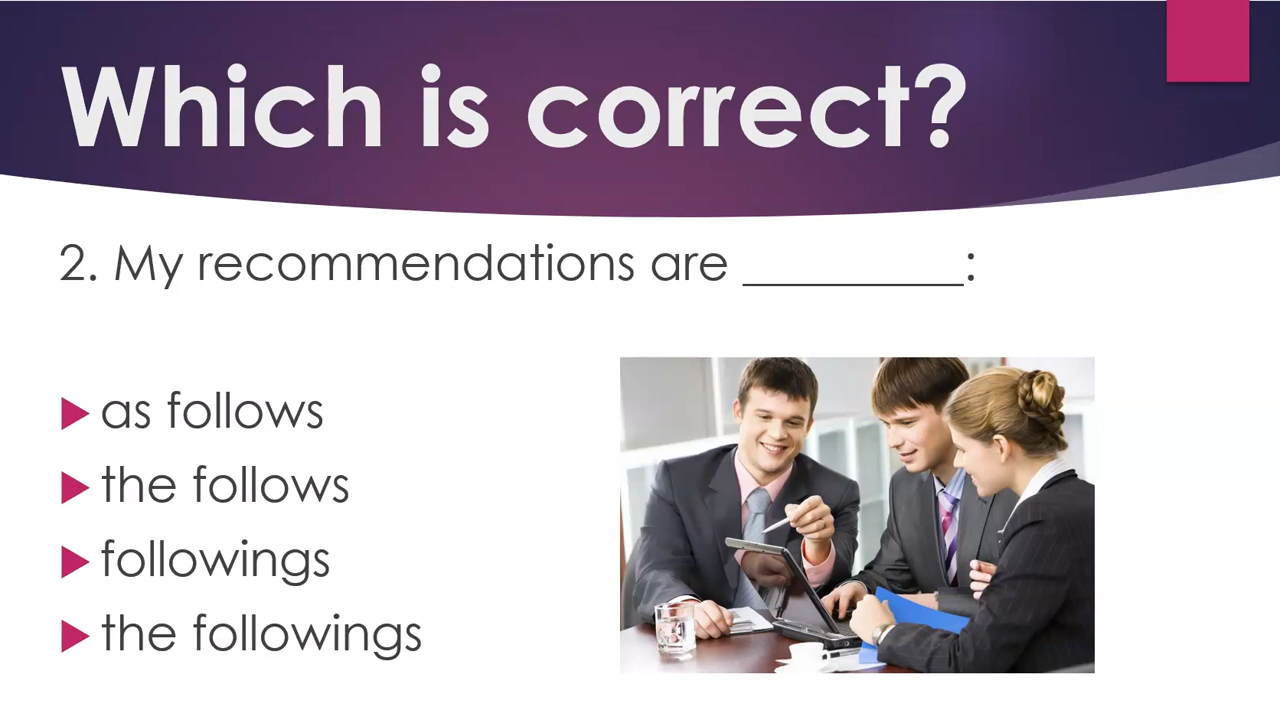 Which is correct?
2. My recommendations are _________:
as follows
the follows
followings
the followings